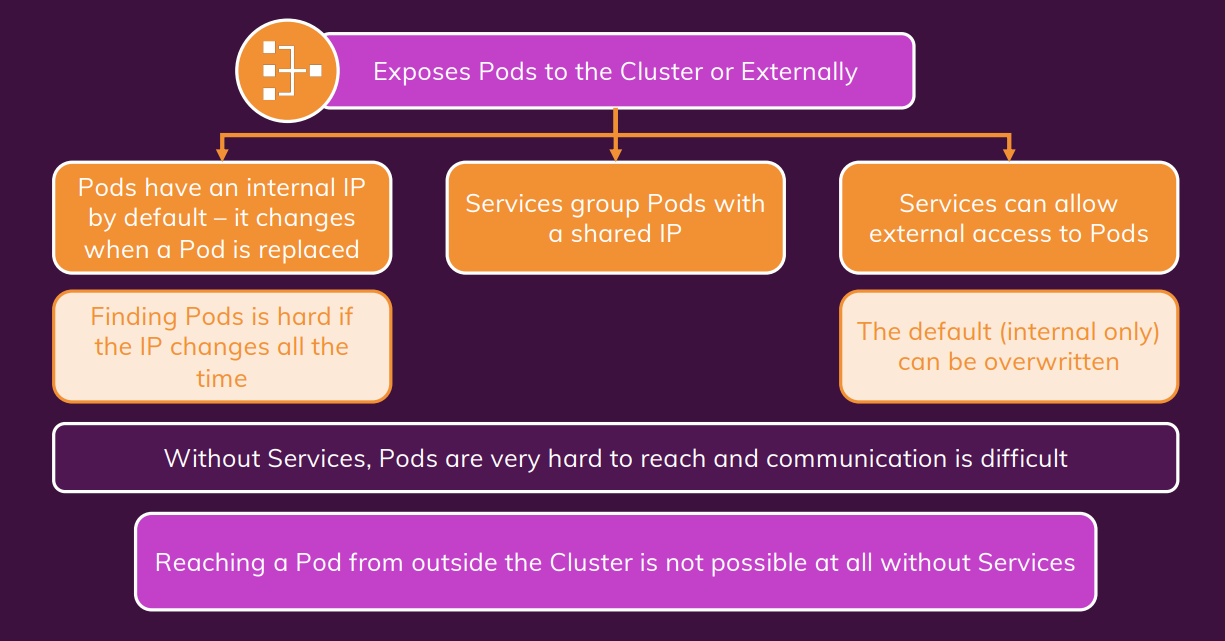 Exposes Pods to the Cluster or Externally
Pods have an internal IP
by default – it changes
when a Pod is replaced
Services group Pods with
a shared IP
Services can allow
external access to Pods
Finding Pods is hard if
the IP changes all the
time
The default (internal only)
can be overwritten
Without Services, Pods are very hard to reach and communication is difficult
Reaching a Pod from outside the Cluster is not possible at all without Services